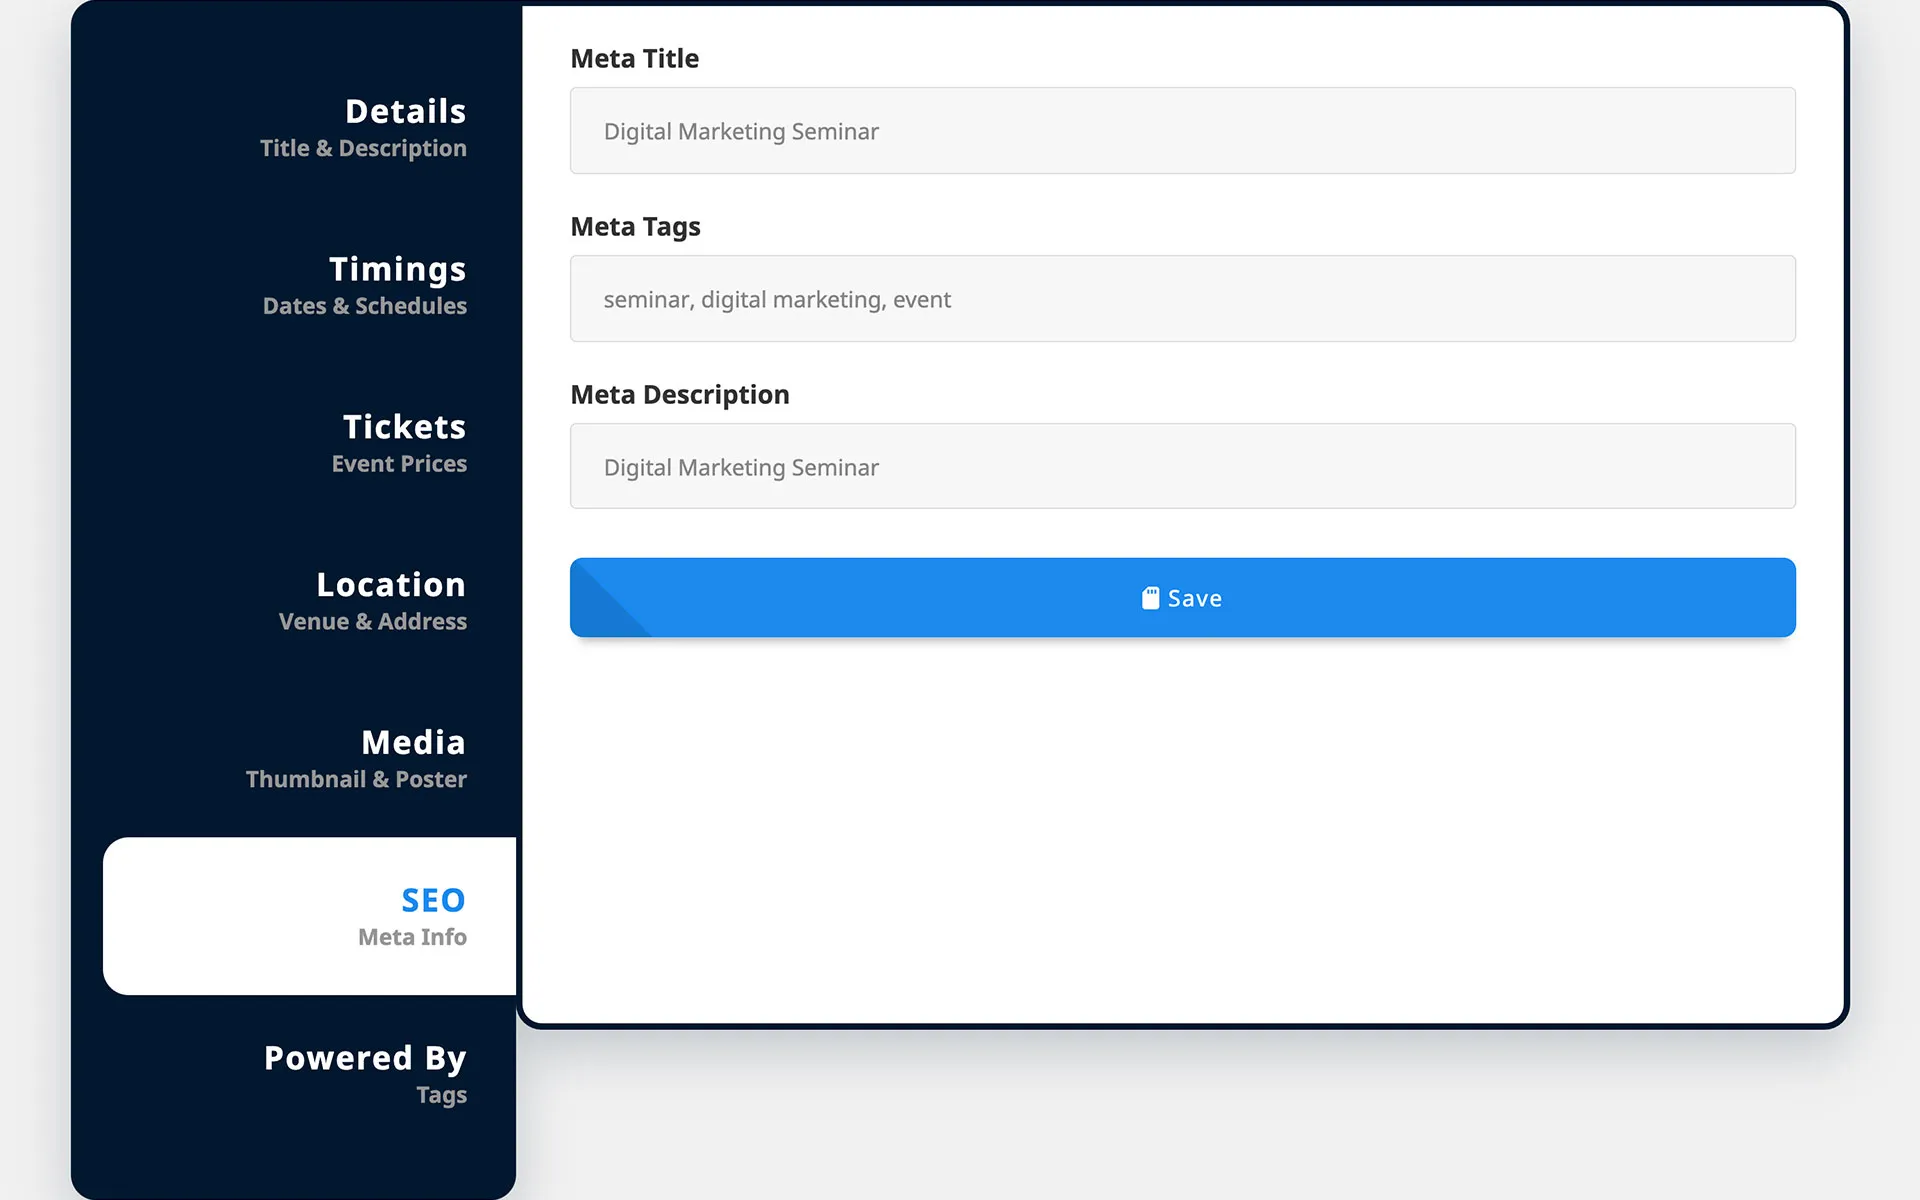 Details
Title & Description
Timings
Dates & Schedules
Tickets
Event Prices
Location
Venue & Address
Media
Thumbnail & Poster
SEO
Meta Info
Powered By
Tags
Meta Title
Digital Marketing Seminar
Meta Tags
seminar, digital marketing, event
Meta Description
Digital Marketing Seminar
Save